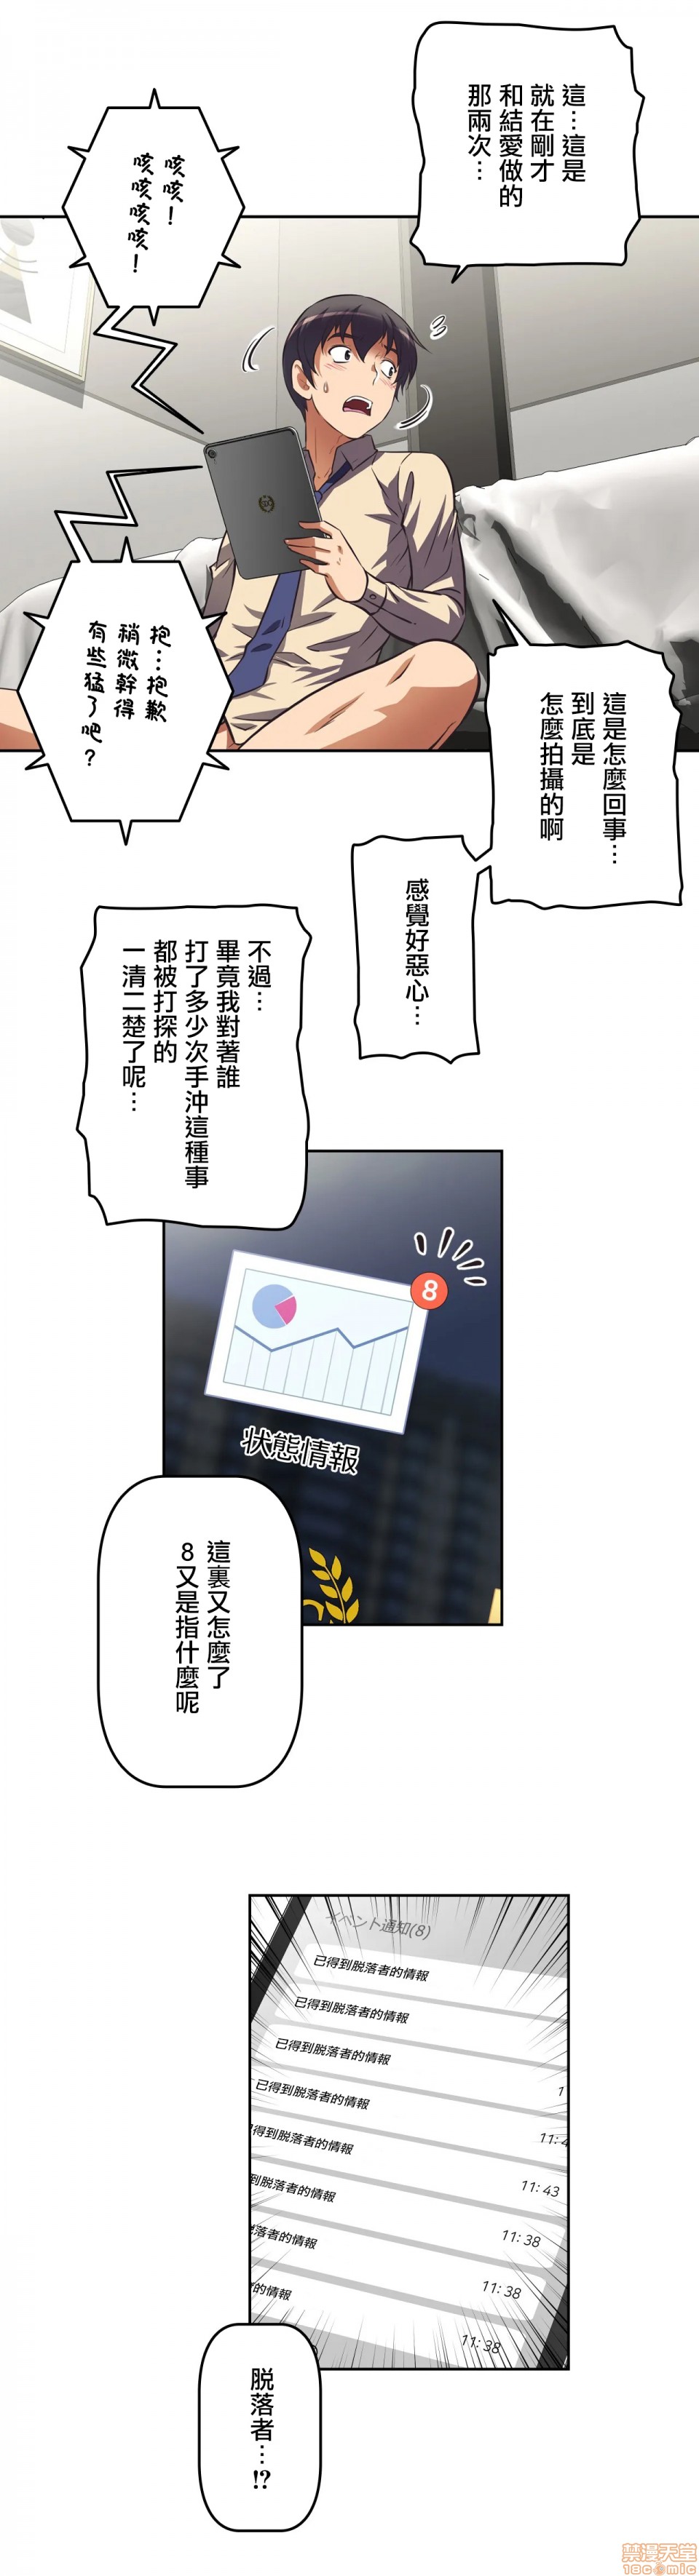 這…這是
就在剛才
和結愛做的
那兩次…
咳咳！
咳咳咳咳！
抱…抱歉
稍微幹得
有些猛了吧？
這是怎麼回事…
到底是
怎麼拍攝的啊
感覺好惡心…
不過…
畢竟我對著誰
打了多少次手沖這種事
都被打探的
一清二楚了呢…
8
状態情報
這裏又怎麼了
8又是指什麼呢
イベント通知(8)
已得到脱落者的情報
已得到脱落者的情報
已得到脱落者的情報
已得到脱落者的情報
得到脱落者的情報
11:4
到脱落者的情報
11:43
落者的情報
11:38
的情報
11:38
11:38
脱落者…!?
禁漫天堂
18comic